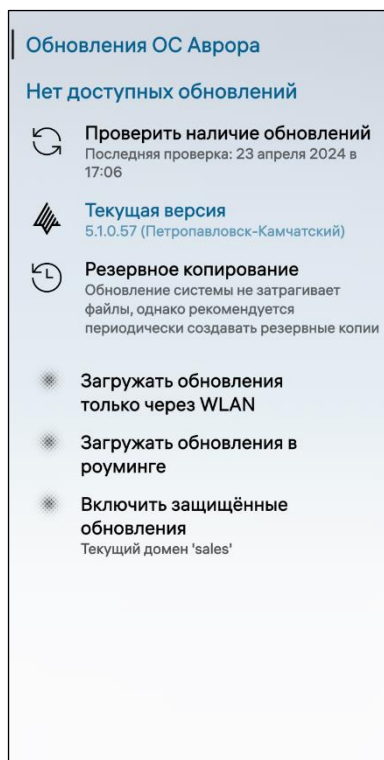 Обновления ОС Аврора
Нет доступных обновлений
Проверить наличие обновлений
Последняя проверка: 23 апреля 2024 в
17:06
Текущая версия
5.1.0.57 (Петропавловск-Камчатский)
Резервное копирование
Обновление системы не затрагивает
файлы, однако рекомендуется
периодически создавать резервные копии
Загружать обновления
только через WLAN
Загружать обновления в
роуминге
Включить защищённые
обновления
Текущий домен 'sales'